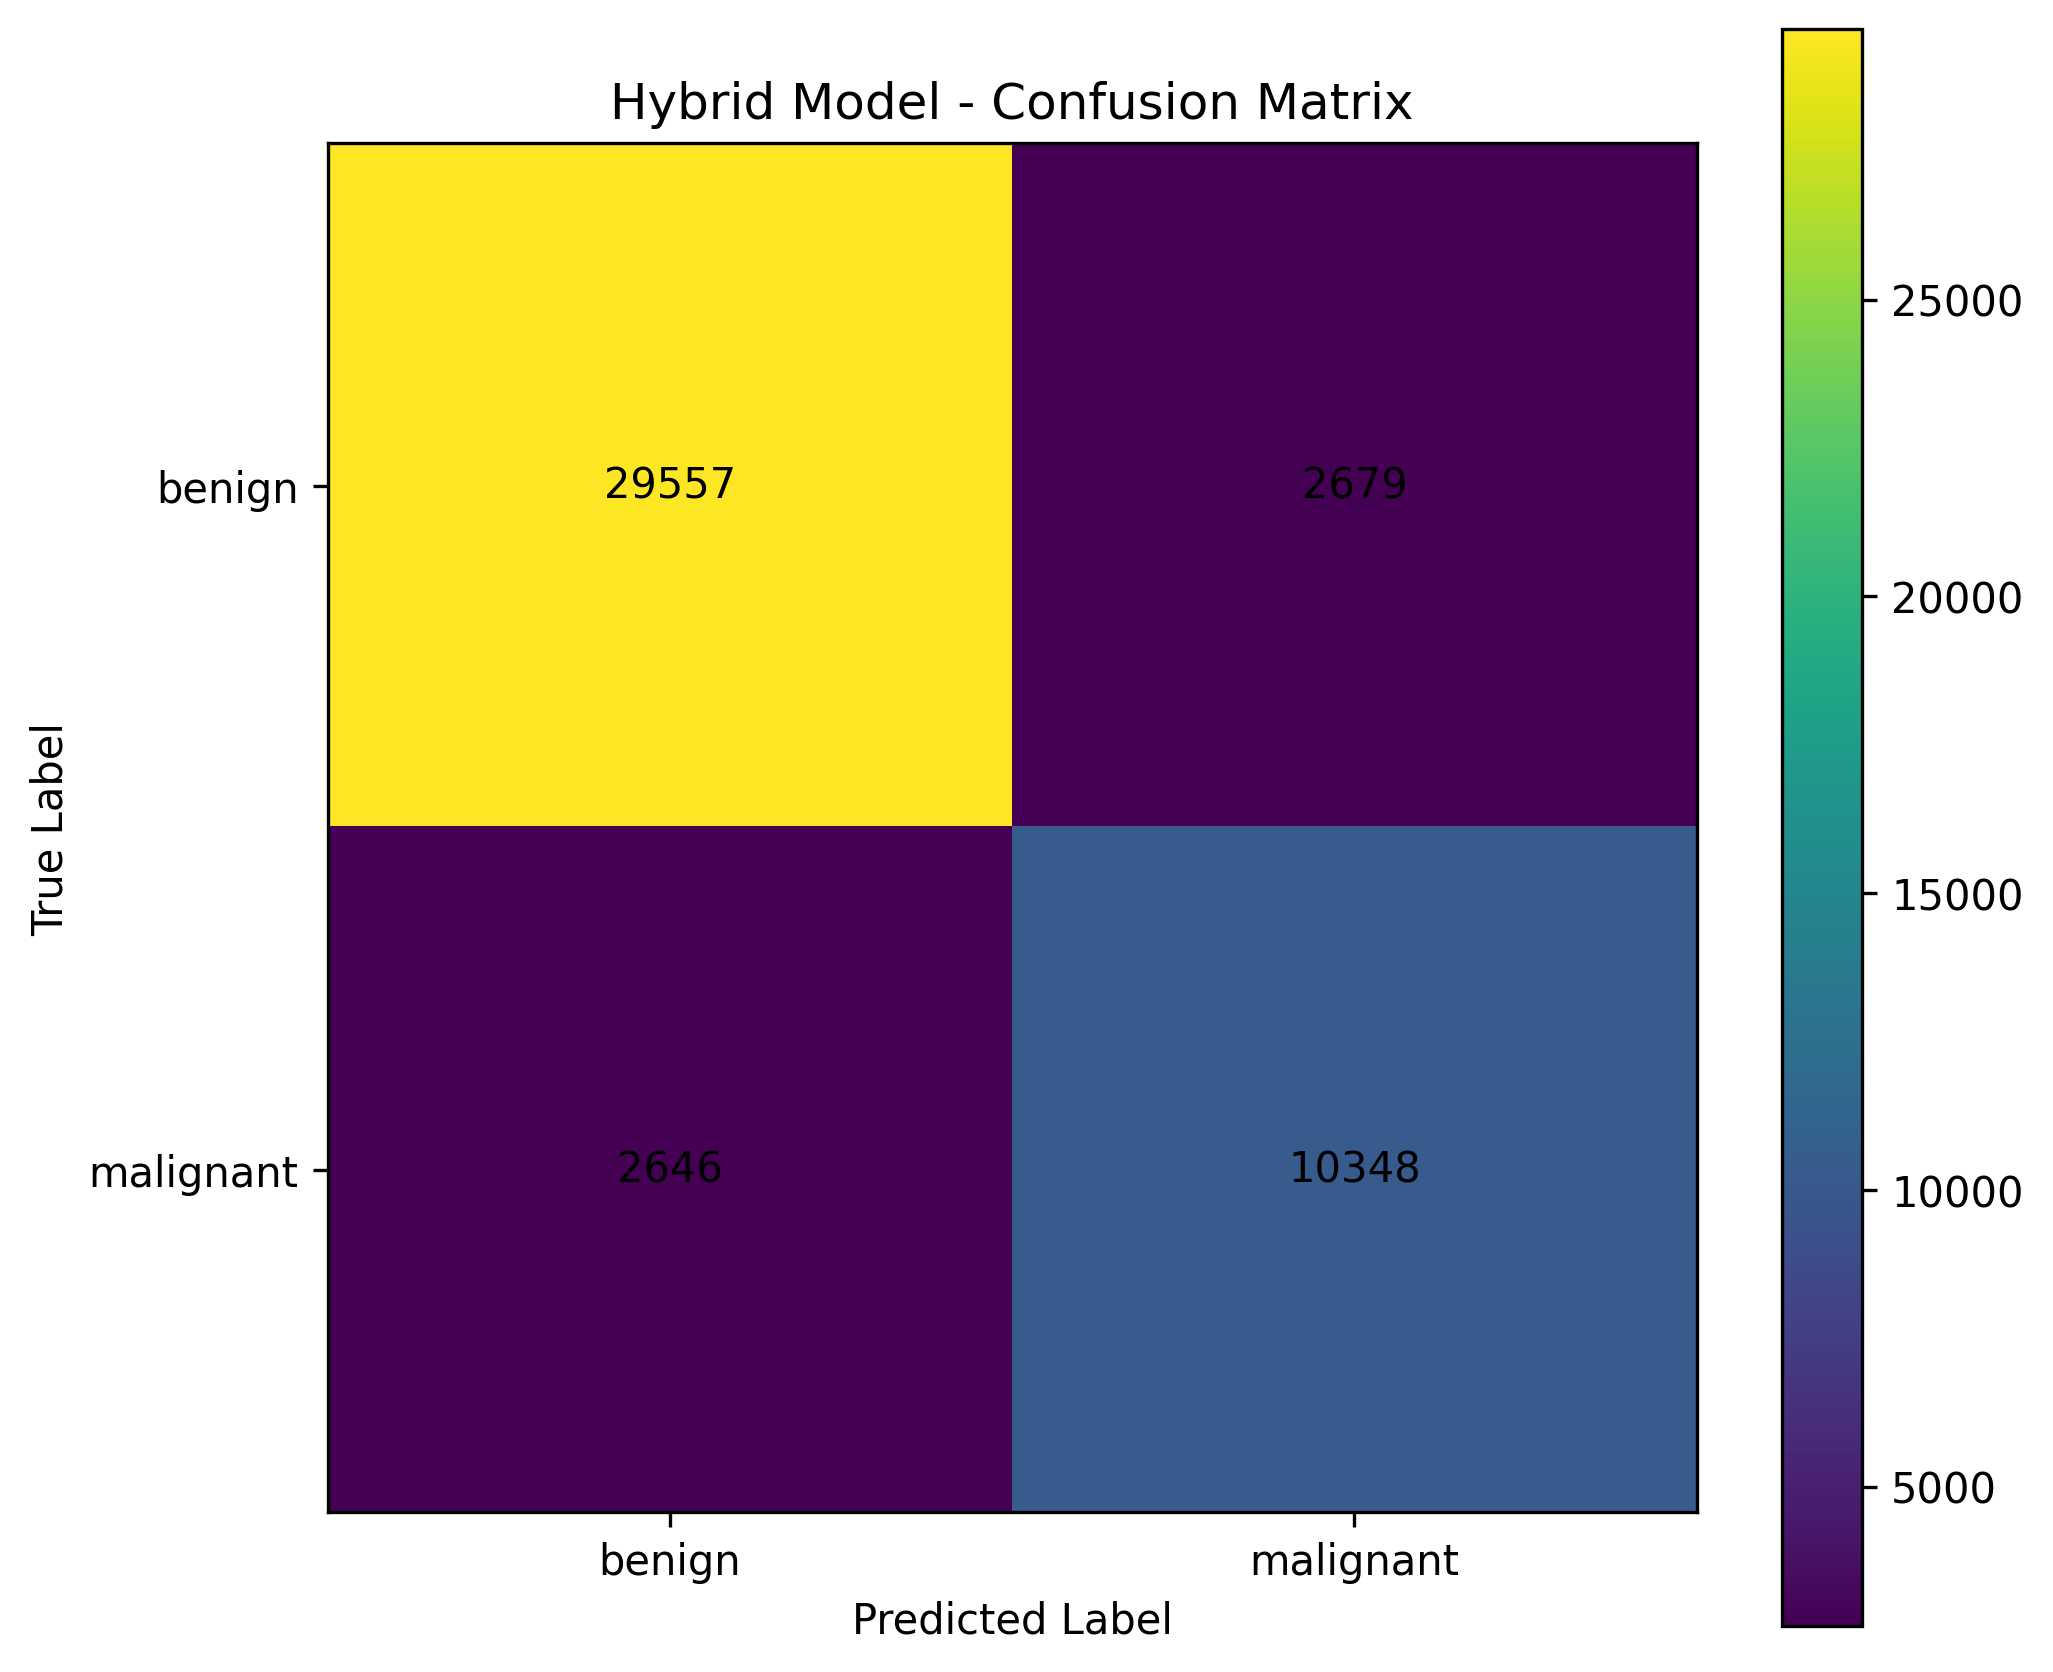 Hybrid Model - Confusion Matrix
True Label
benign
29557
2679
malignant
2646
10348
benign
malignant
Predicted Label
25000
20000
15000
10000
5000